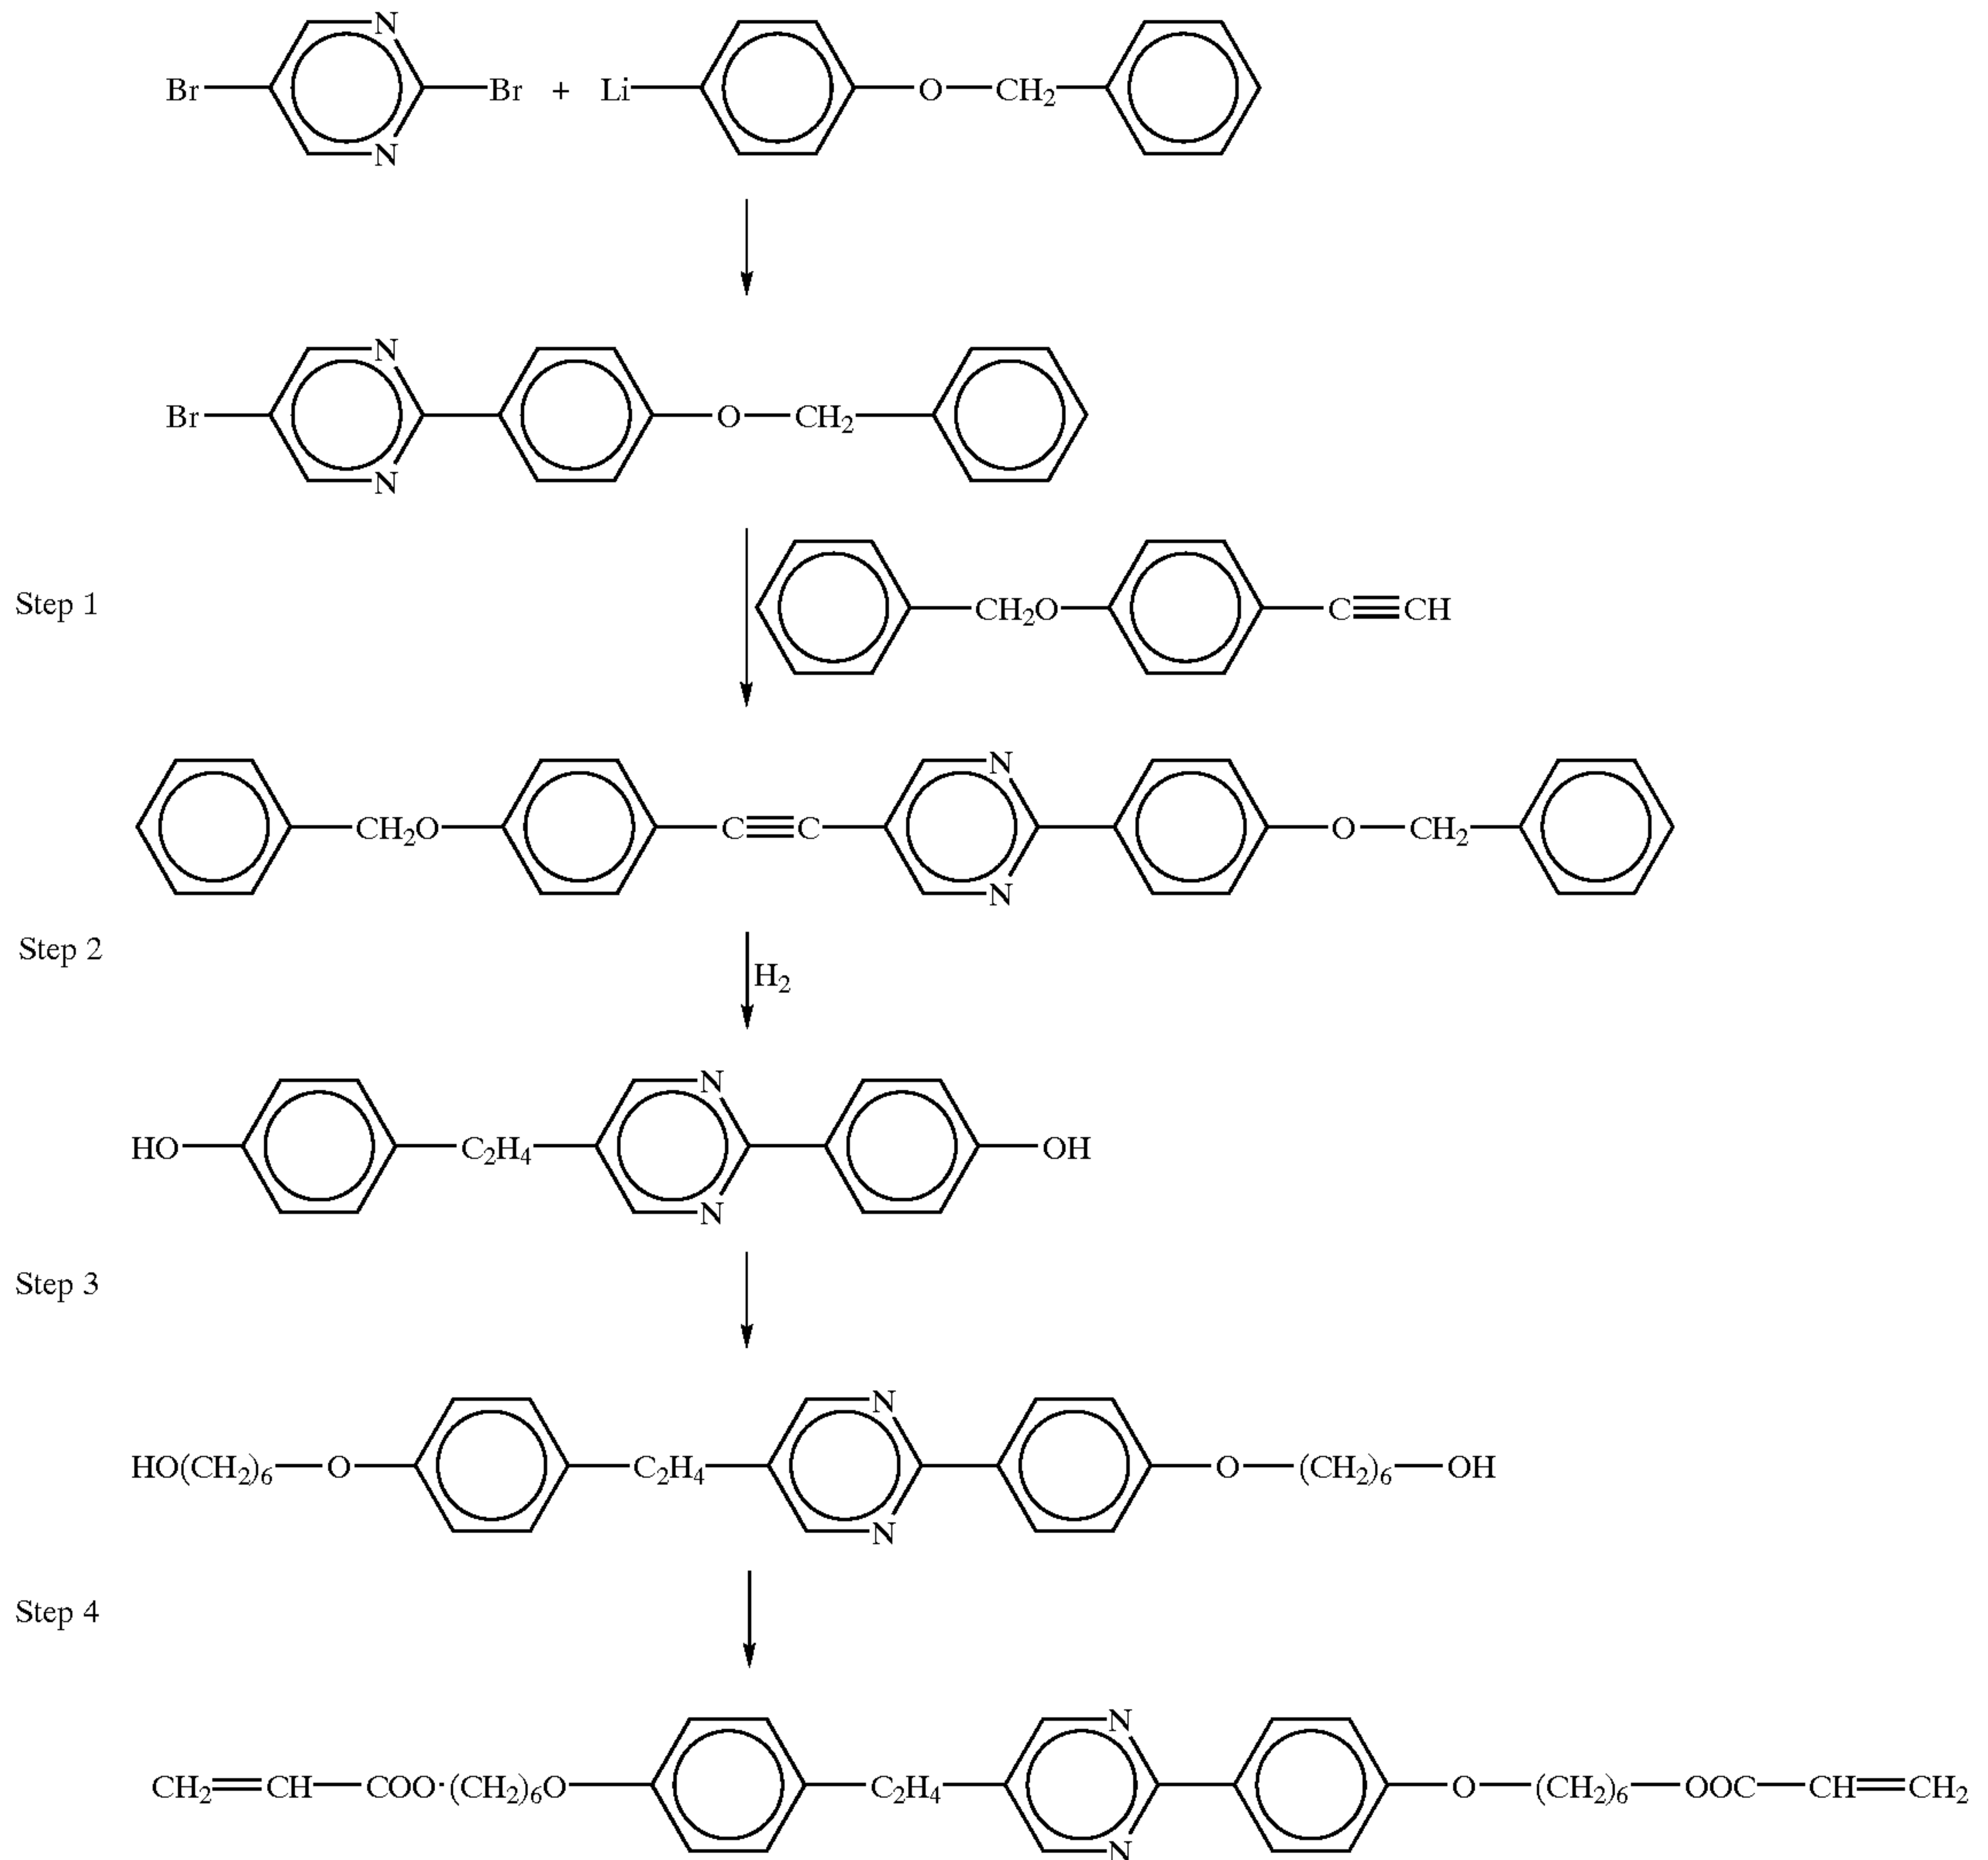 N
Br Br + Li O CH2
N
N
Br O CH2
N
Step 1 CH2O C≡CH
N
CH2O C≡C O CH2
N
Step 2
H2
N
HO C2H4 OH
N
Step 3
N
HO(CH2)6 O C2H4 O (CH2)6 OH
N
Step 4
N
CH2=CH COO·(CH2)6O C2H4 O (CH2)6 OOC CH=CH2
N